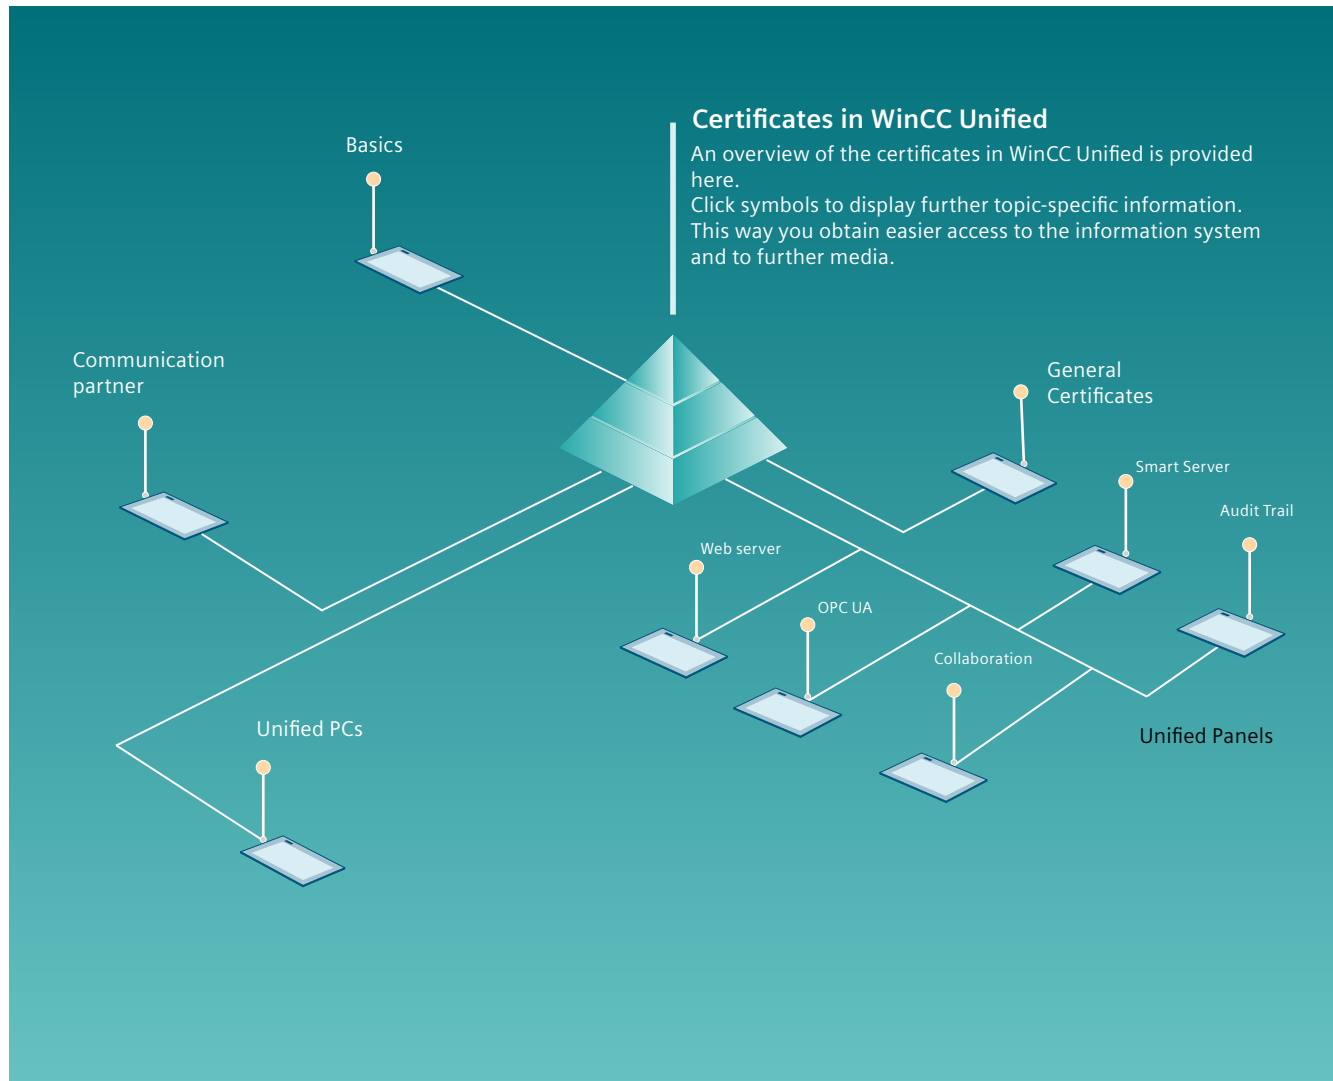 Certificates in WinCC Unified
An overview of the certificates in WinCC Unified is provided
here.
Click symbols to display further topic-specific information.
This way you obtain easier access to the information system
and to further media.
Basics
Communication
partner
General
Certificates
Smart Server
Audit Trail
Web server
OPC UA
Collaboration
Unified PCs
Unified Panels